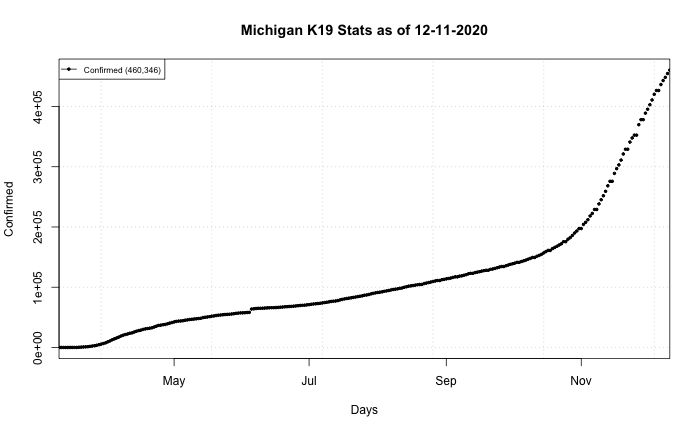 Michigan K19 Stats as of 12-11-2020
Confirmed (460,346)
4e+05
3e+05
2e+05
1e+05
0e+00
Confirmed
May Jul Sep Nov
Days